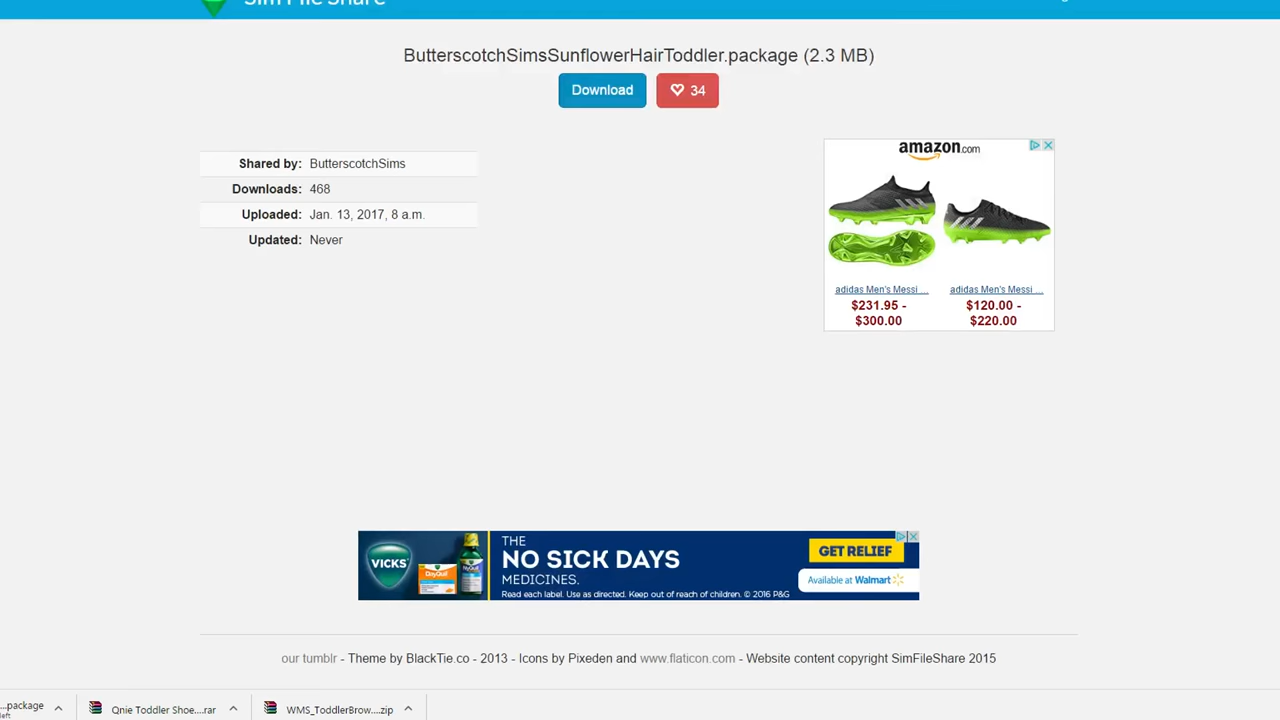 Sim File Share
ButterscotchSimsSunflowerHairToddler.package (2.3 MB)
Download
34
Shared by: ButterscotchSims
Downloads: 468
Uploaded: Jan. 13, 2017, 8 a.m.
Updated: Never
amazon.com
adidas Men's Messi ...
$231.95 -
$300.00
adidas Men's Messi ...
$120.00 -
$220.00
VICKS
DayQuil
NyQuil
THE
NO SICK DAYS
MEDICINES.
Read each label. Use as directed. Keep out of reach of children. © 2016 P&G
GET RELIEF
Available at Walmart
our tumblr - Theme by BlackTie.co - 2013 - Icons by Pixeden and www.flaticon.com - Website content copyright SimFileShare 2015
...package
left
Qnie Toddler Shoe....rar
WMS_ToddlerBrow....zip